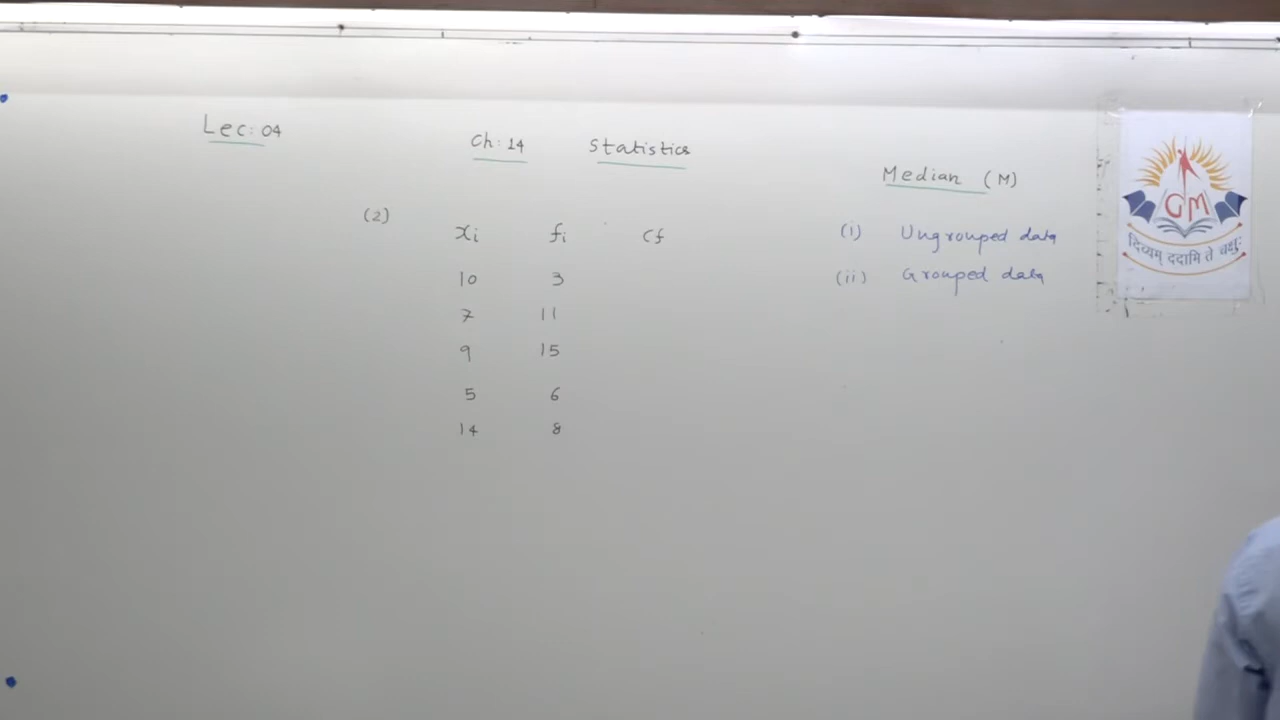 Lec: 04
Ch: 14 Statistics
Median (M)
(i) Ungrouped data
(ii) Grouped data
(2)
xi fi cf
10 3
7 11
9 15
5 6
14 8
GM
दिव्यम् ददामि ते चक्षुः